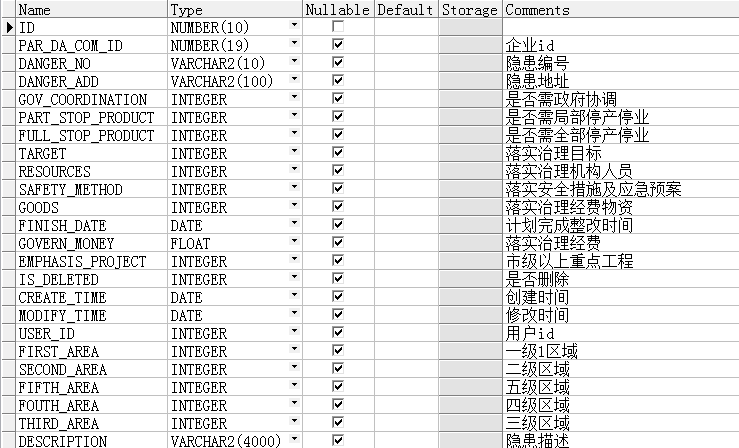 Name Type Nullable Default Storage Comments
ID NUMBER(10)
PAR_DA_COM_ID NUMBER(19) 企业id
DANGER_NO VARCHAR2(10) 隐患编号
DANGER_ADD VARCHAR2(100) 隐患地址
GOV_COORDINATION INTEGER 是否需政府协调
PART_STOP_PRODUCT INTEGER 是否需局部停产停业
FULL_STOP_PRODUCT INTEGER 是否需全部停产停业
TARGET INTEGER 落实治理目标
RESOURCES INTEGER 落实治理机构人员
SAFETY_METHOD INTEGER 落实安全措施及应急预案
GOODS INTEGER 落实治理经费物资
FINISH_DATE DATE 计划完成整改时间
GOVERN_MONEY FLOAT 落实治理经费
EMPHASIS_PROJECT INTEGER 市级以上重点工程
IS_DELETED INTEGER 是否删除
CREATE_TIME DATE 创建时间
MODIFY_TIME DATE 修改时间
USER_ID INTEGER 用户id
FIRST_AREA INTEGER 一级1区域
SECOND_AREA INTEGER 二级区域
FIFTH_AREA INTEGER 五级区域
FOUTH_AREA INTEGER 四级区域
THIRD_AREA INTEGER 三级区域
DESCRIPTION VARCHAR2(4000) 隐患描述